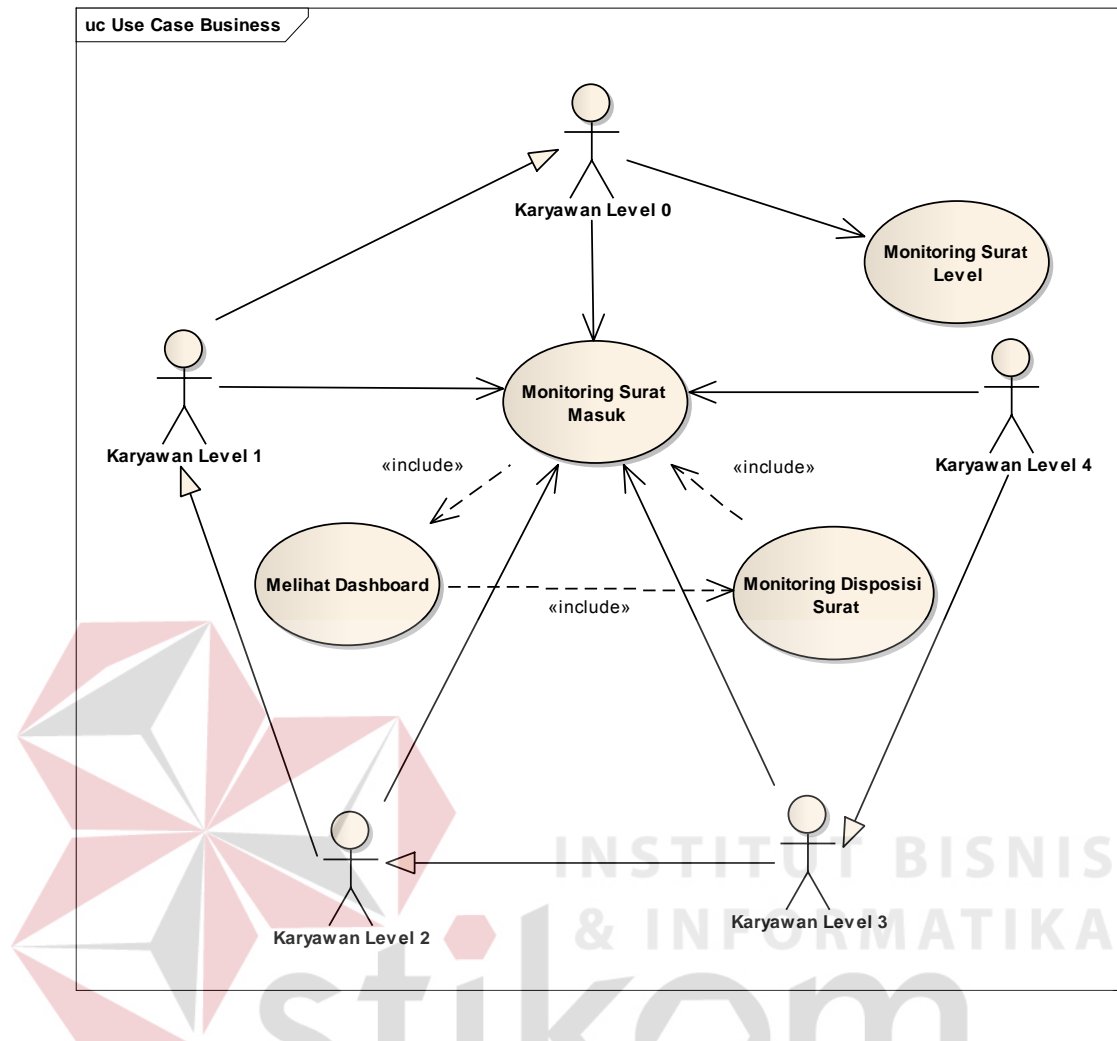 uc Use Case Business
Karyawan Level 0
Monitoring Surat
Level
Monitoring Surat
Masuk
Karyawan Level 1
Karyawan Level 4
«include»
«include»
Melihat Dashboard
Monitoring Disposisi
Surat
«include»
INSTITUT BISNIS
& INFORMATIKA
Karyawan Level 2
Karyawan Level 3
stikom